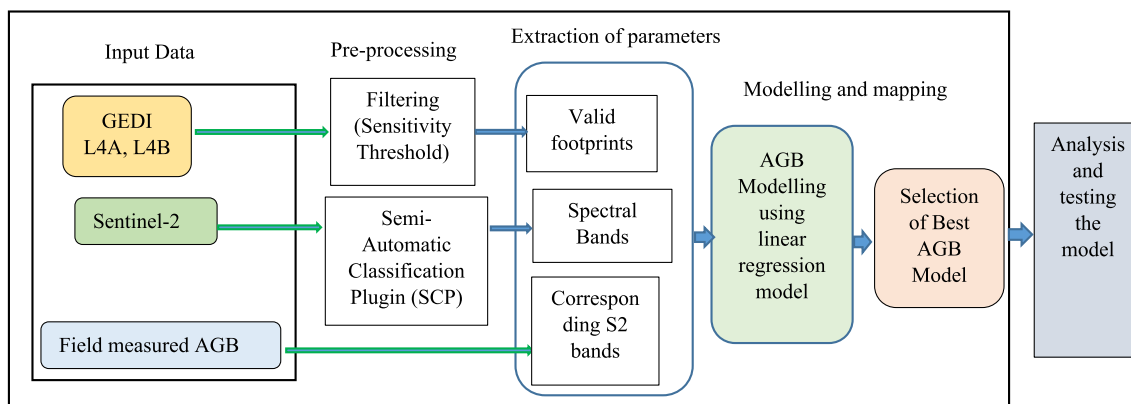 Input Data
Pre-processing
Extraction of parameters
Modelling and mapping
GEDI
L4A, L4B
Sentinel-2
Field measured AGB
Filtering
(Sensitivity
Threshold)
Semi-
Automatic
Classification
Plugin (SCP)
Valid
footprints
Spectral
Bands
Correspon
ding S2
bands
AGB
Modelling
using
linear
regression
model
Selection
of Best
AGB
Model
Analysis
and
testing
the
model